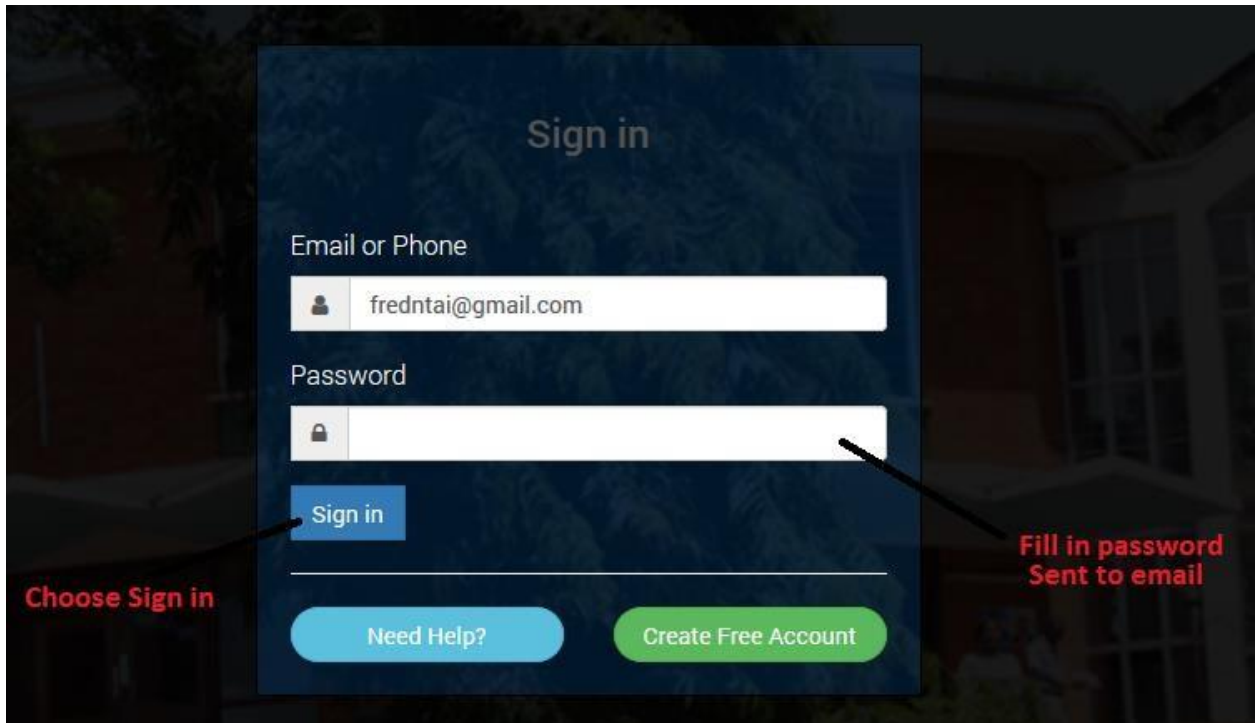 Sign in
Email or Phone
fredntai@gmail.com
Password
Sign in
Fill in password
Sent to email
Choose Sign in
Need Help?
Create Free Account